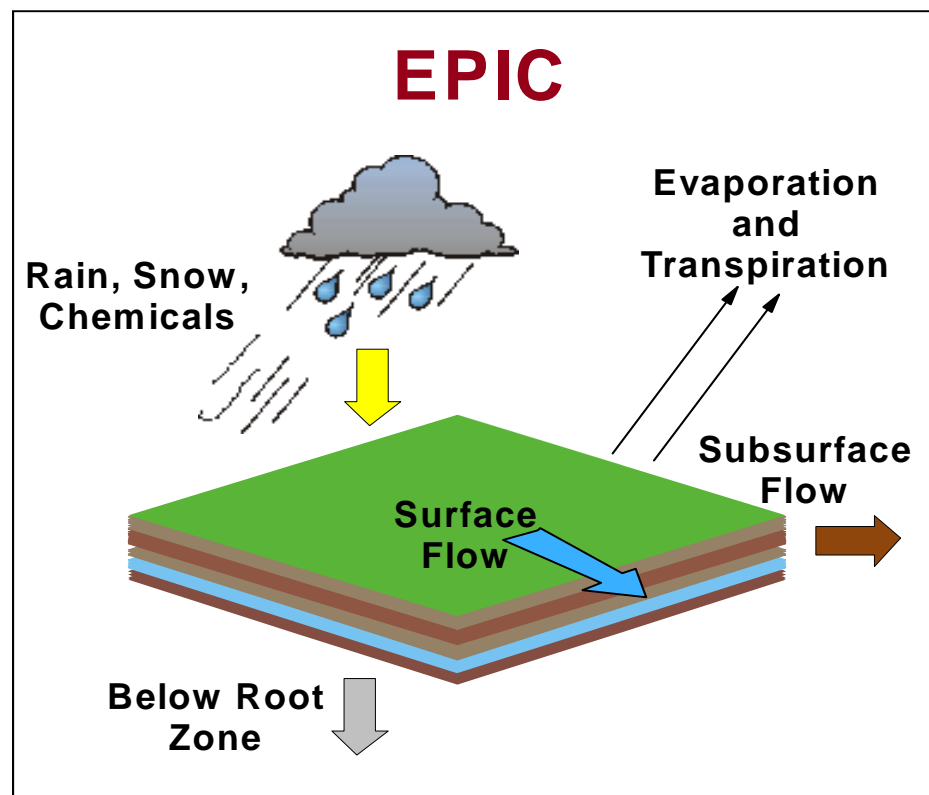 EPIC
Evaporation
and
Transpiration
Rain, Snow,
Chemicals
Subsurface
Flow
Surface
Flow
Below Root
Zone